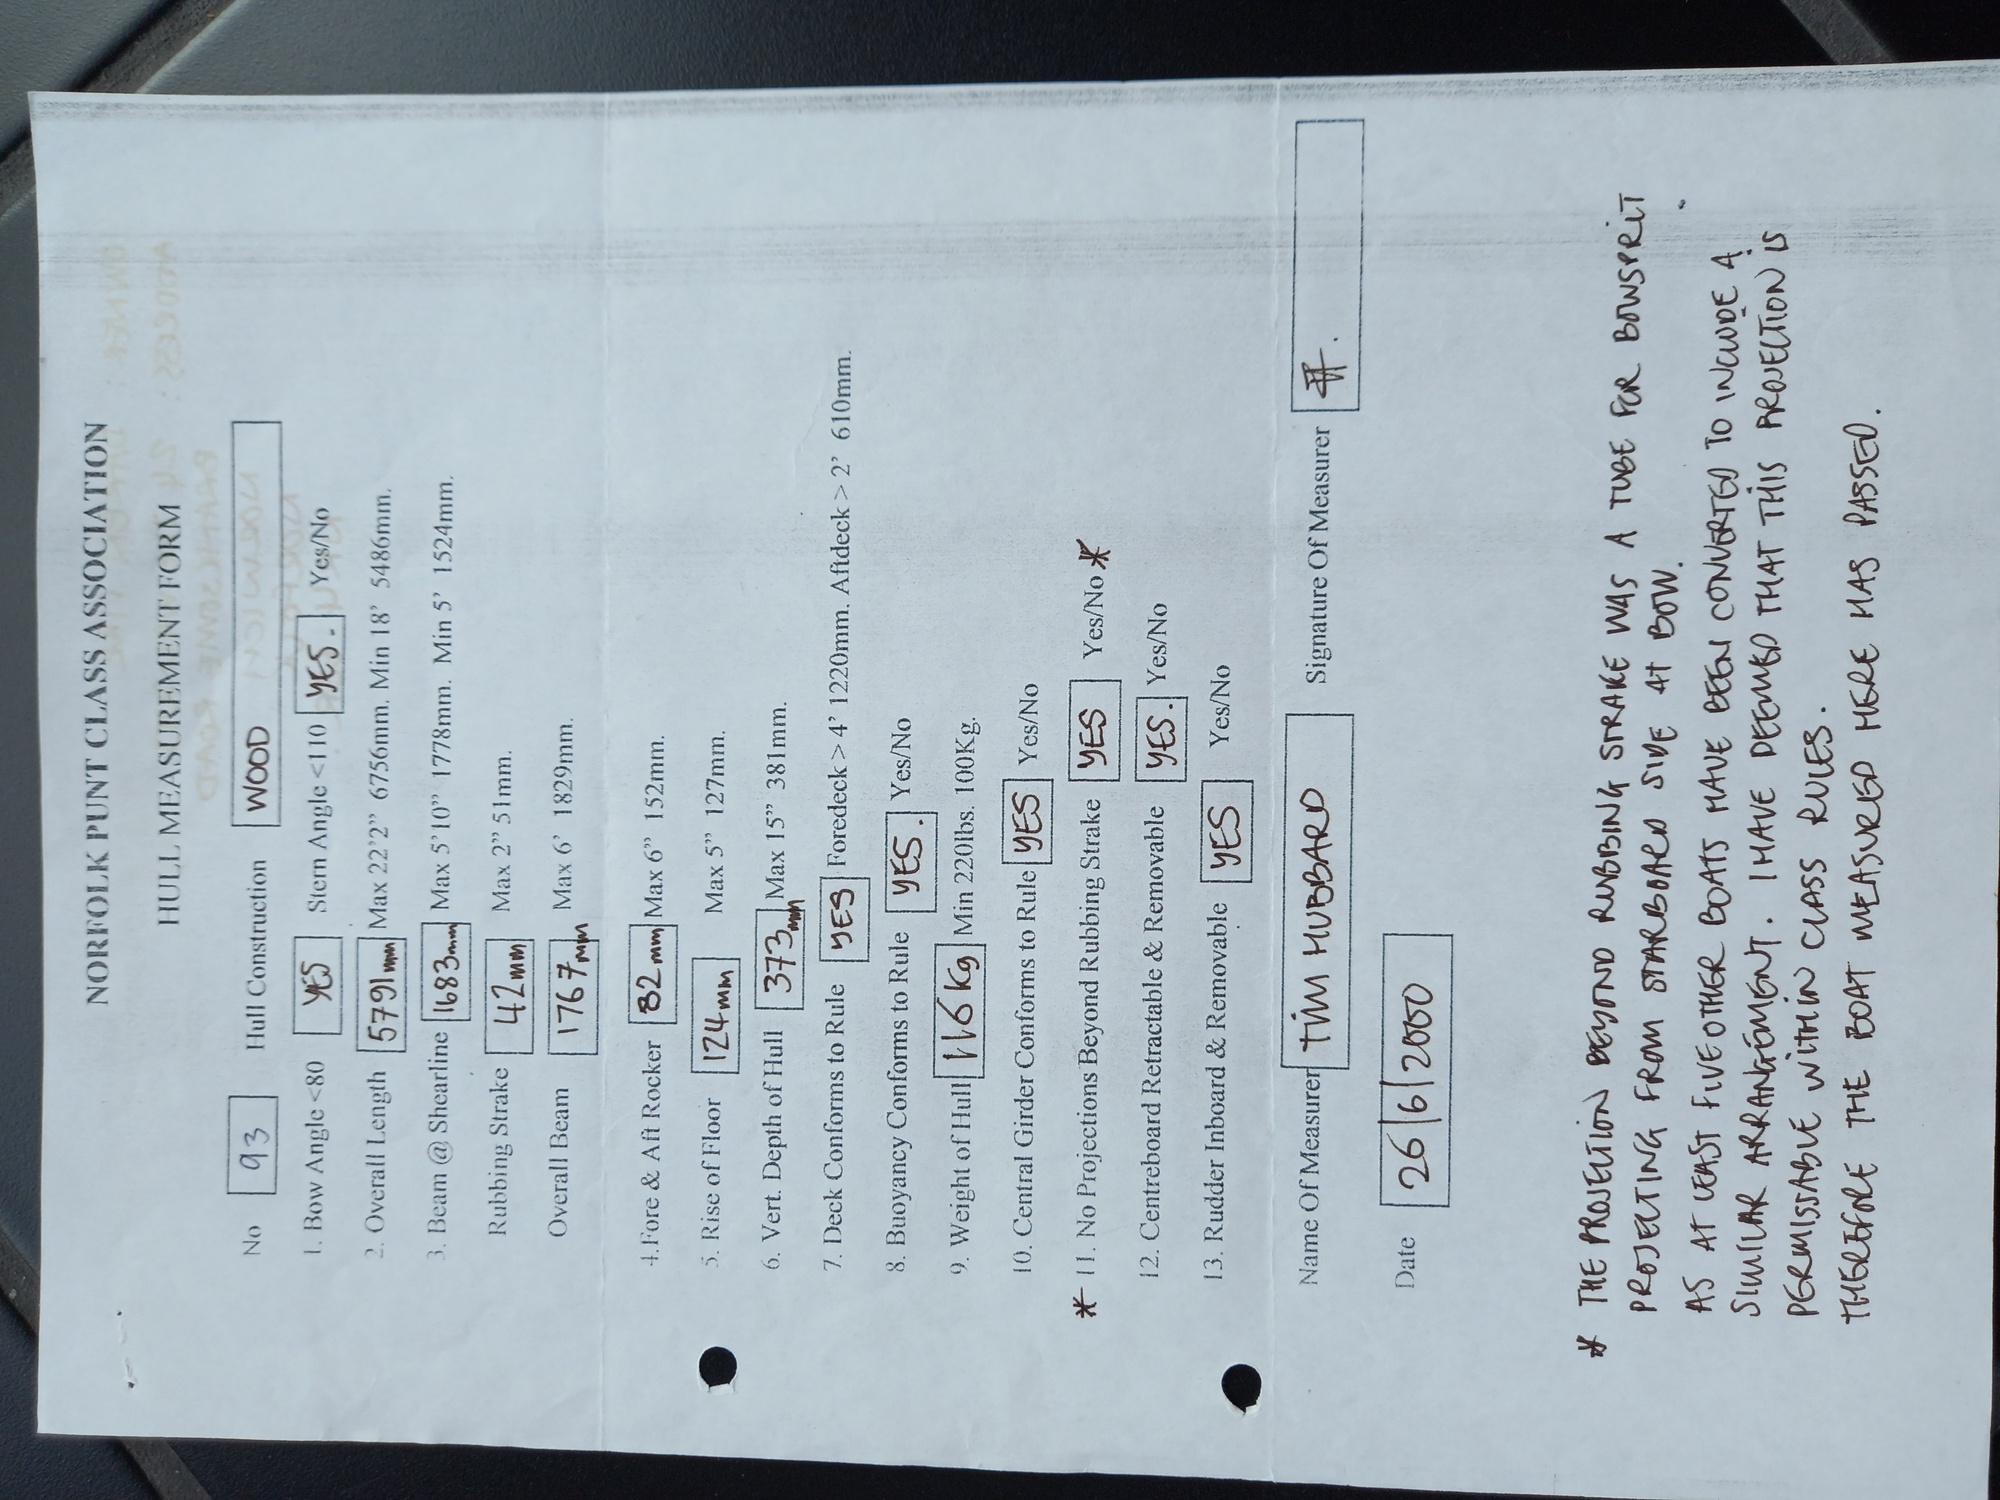 NORFOLK PUNT CLASS ASSOCIATION
HULL MEASUREMENT FORM
No 93 Hull Construction WOOD
1. Bow Angle <80 YES Stern Angle <110 YES. Yes/No
2. Overall Length 5791mm Max 22'2" 6756mm. Min 18' 5486mm.
3. Beam @ Shearline 1683mm Max 5'10" 1778mm. Min 5' 1524mm.
Rubbing Strake 42mm Max 2" 51mm.
Overall Beam 1767mm Max 6' 1829mm.
4.Fore & Aft Rocker 82mm Max 6" 152mm.
5. Rise of Floor 124mm Max 5" 127mm.
6. Vert. Depth of Hull 373mm Max 15" 381mm.
7. Deck Conforms to Rule YES Foredeck > 4' 1220mm. Aftdeck > 2' 610mm.
8. Buoyancy Conforms to Rule YES. Yes/No
9. Weight of Hull 116Kg Min 220lbs. 100Kg.
10. Central Girder Conforms to Rule YES Yes/No
* 11. No Projections Beyond Rubbing Strake YES Yes/No *
12. Centreboard Retractable & Removable YES. Yes/No
13. Rudder Inboard & Removable YES Yes/No
Name Of Measurer TIM HUBBARD Signature Of Measurer
Date 26/6/2000
* THE PROJECTION BEYOND RUBBING STRAKE WAS A TUBE FOR BOWSPRIT
PROJECTING FROM STARBOARD SIDE AT BOW.
AS AT LEAST FIVE OTHER BOATS HAVE BEEN CONVERTED TO INCLUDE A
SIMILAR ARRANGEMENT. I HAVE DEEMED THAT THIS PROJECTION IS
PERMISSABLE WITHIN CLASS RULES.
THEREFORE THE BOAT MEASURED HERE HAS PASSED.